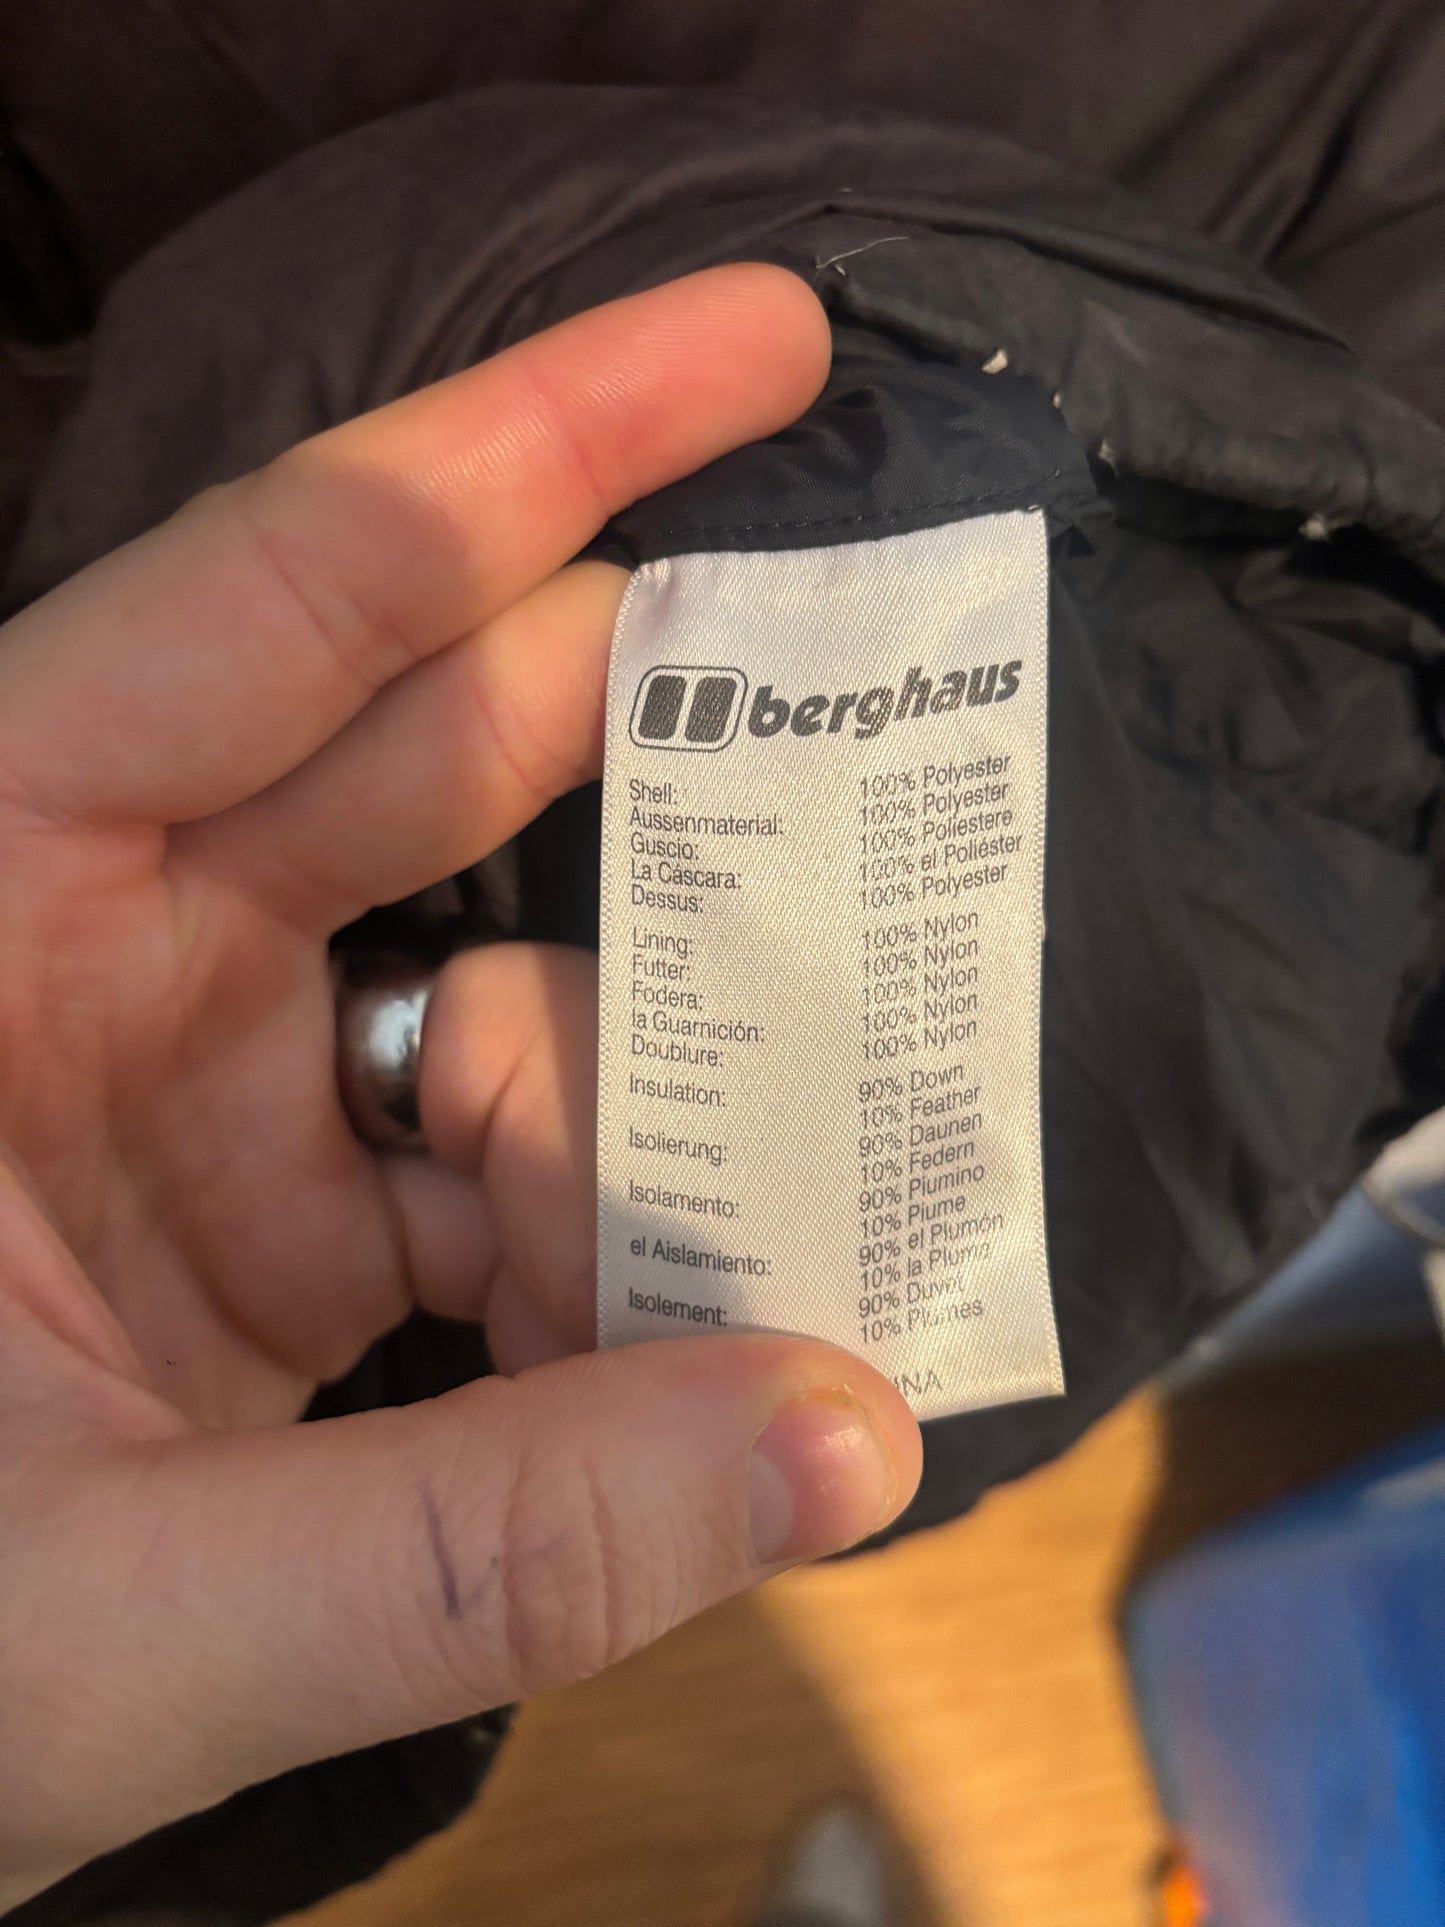 berghaus
Shell: 100% Polyester
Aussenmaterial: 100% Polyester
Guscio: 100% Poliestere
La Cáscara: 100% el Poliéster
Dessus: 100% Polyester
Lining: 100% Nylon
Futter: 100% Nylon
Fodera: 100% Nylon
la Guarnición: 100% Nylon
Doublure: 100% Nylon
Insulation: 90% Down
10% Feather
Isolierung: 90% Daunen
10% Federn
Isolamento: 90% Piumino
10% Piume
el Aislamiento: 90% el Plumón
10% la Pluma
Isolement: 90% Duvet
10% Plumes